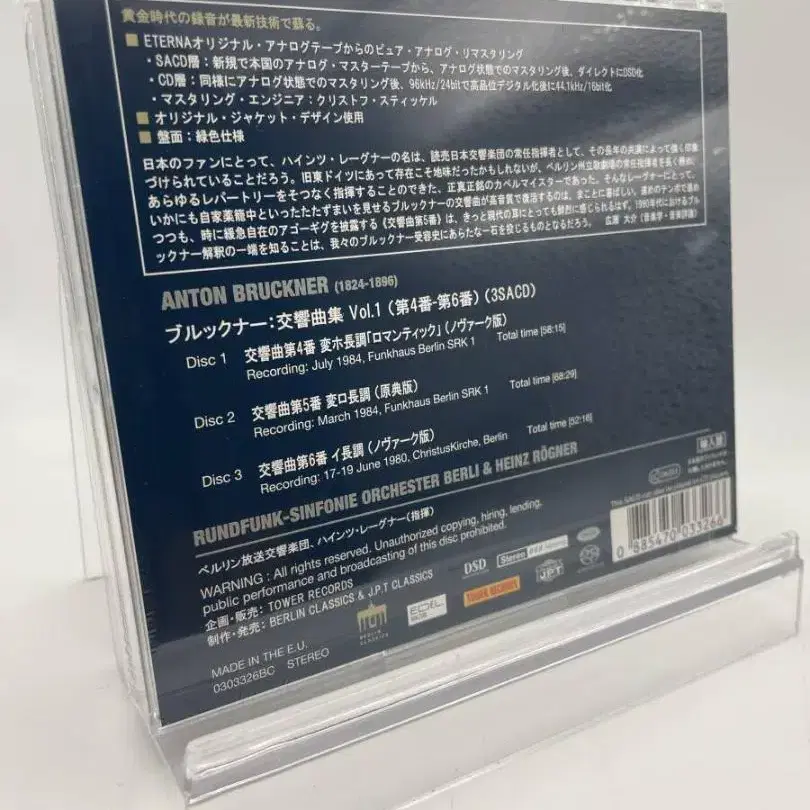 黄金時代の録音が最新技術で蘇る。
■ ETERNAオリジナル・アナログテープからのピュア・アナログ・リマスタリング
・SACD層：新規で本国のアナログ・マスターテープから、アナログ状態でのマスタリング後、ダイレクトにDSD化
・CD層：同様にアナログ状態でのマスタリング後、96kHz/24bitで高品位デジタル化後に44.1kHz/16bit化
・マスタリング・エンジニア：クリストフ・スティッケル
■ オリジナル・ジャケット・デザイン使用
■ 盤面：緑色仕様
日本のファンにとって、ハインツ・レーグナーの名は、読売日本交響楽団の常任指揮者として、その長年の共演によって強く印象
づけられていることだろう。旧東ドイツにあって存在こそ地味だったかもしれないが、ベルリン州立歌劇場の常任指揮者を長く務め、
あらゆるレパートリーをそつなく指揮することのできた、正真正銘のカペルマイスターであった。そんなレーグナーにとって、
いかにも自家薬籠中といったたたずまいを見せるブルックナーの交響曲が高音質で復活するのは、まことに喜ばしい。速めのテンポで進め
つつも、時に緩急自在のアゴーギグを披露する《交響曲第5番》は、きっと現代の耳にとっても鮮烈に感じられるはず。1980年代におけるブル
ックナー解釈の一端を知ることは、我々のブルックナー受容史にあらたな一石を投じるものとなるだろう。 広瀬 大介（音楽学・音楽評論）
ANTON BRUCKNER (1824-1896)
ブルックナー：交響曲集 Vol.1（第4番-第6番）(3SACD)
Disc 1 交響曲第4番 変ホ長調「ロマンティック」（ノヴァーク版） Total time [58:15]
Recording: July 1984, Funkhaus Berlin SRK 1
Disc 2 交響曲第5番 変ロ長調（原典版） Total time [68:29]
Recording: March 1984, Funkhaus Berlin SRK 1
Disc 3 交響曲第6番 イ長調（ノヴァーク版） Total time [52:16]
Recording: 17-19 June 1980, ChristusKirche, Berlin
RUNDFUNK-SINFONIE ORCHESTER BERLI & HEINZ RÖGNER
ベルリン放送交響楽団、ハインツ・レーグナー（指揮）
輸入盤
WARNING : All rights reserved. Unauthorized copying, hiring, lending,
public performance and broadcasting of this disc prohibited.
企画・販売：TOWER RECORDS
制作・発売：BERLIN CLASSICS & J.P.T CLASSICS
BERLIN CLASSICS
EDEL
DSD
Stereo
TOWER RECORDS
JPT
0 885470 033266
MADE IN THE E.U.
0303326BC STEREO